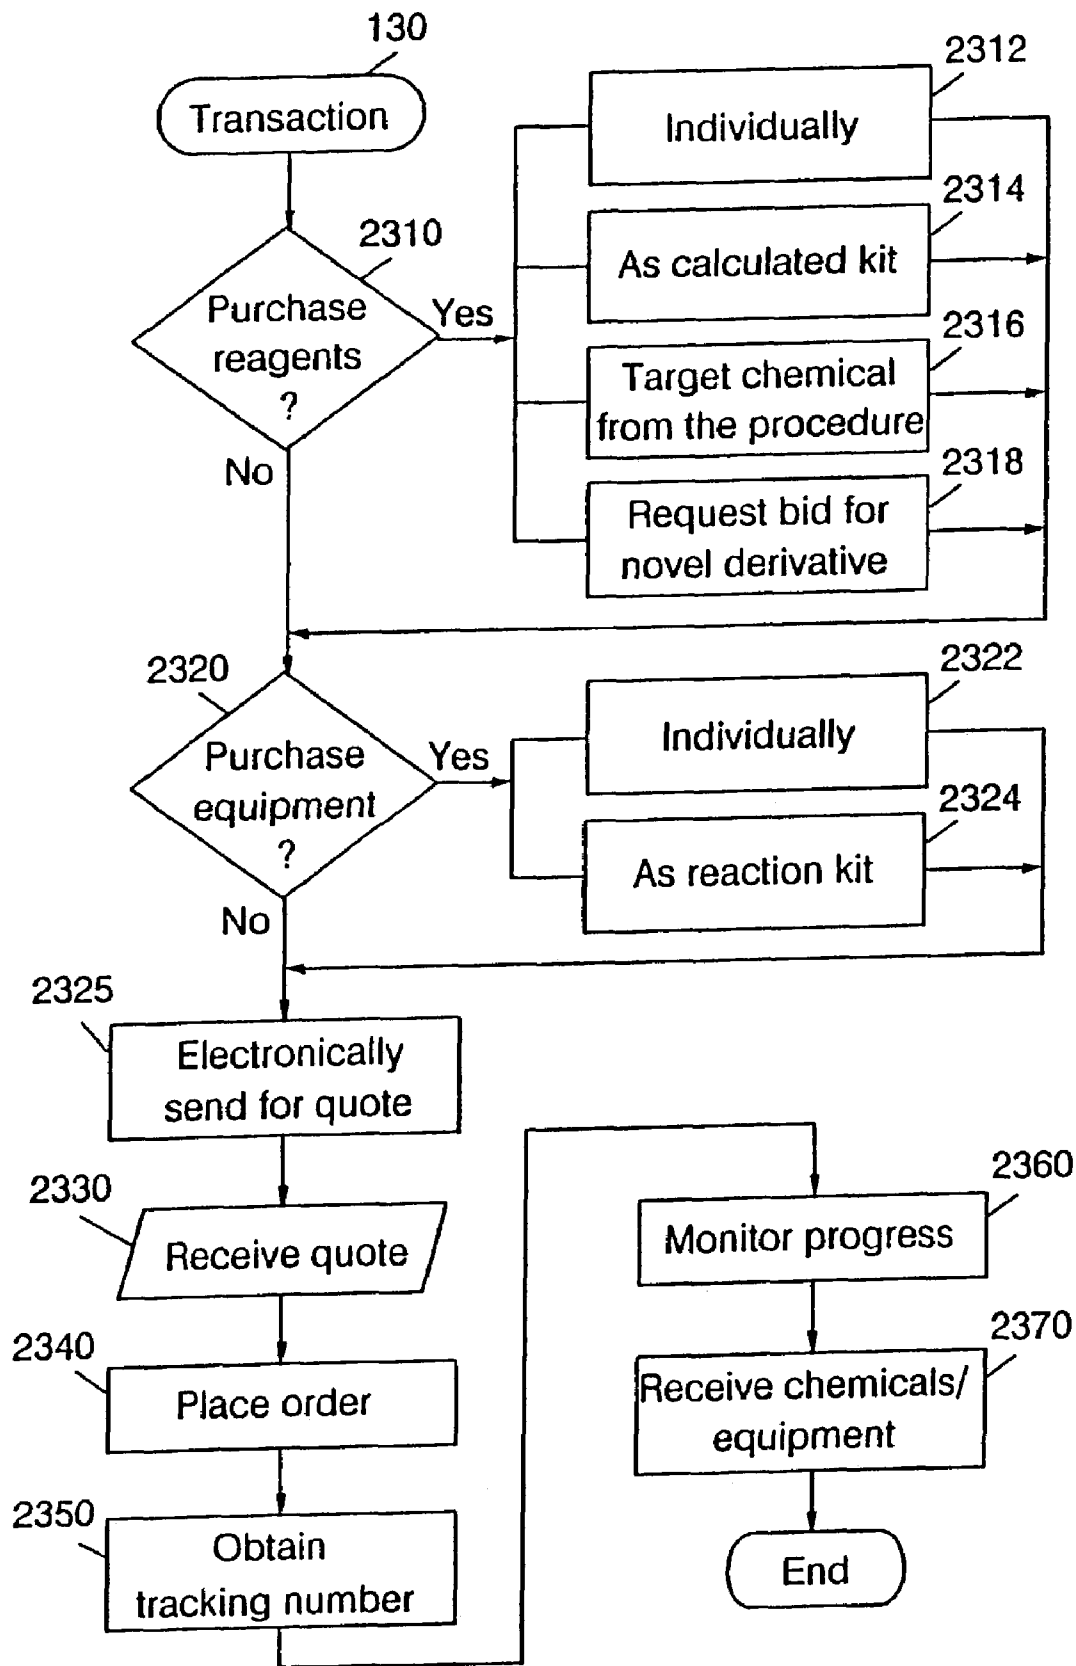 130
Transaction
2310
Purchase
reagents
?
Yes
No
2312
Individually
2314
As calculated kit
2316
Target chemical
from the procedure
2318
Request bid for
novel derivative
2320
Purchase
equipment
?
Yes
No
2322
Individually
2324
As reaction kit
2325
Electronically
send for quote
2330
Receive quote
2340
Place order
2350
Obtain
tracking number
2360
Monitor progress
2370
Receive chemicals/
equipment
End